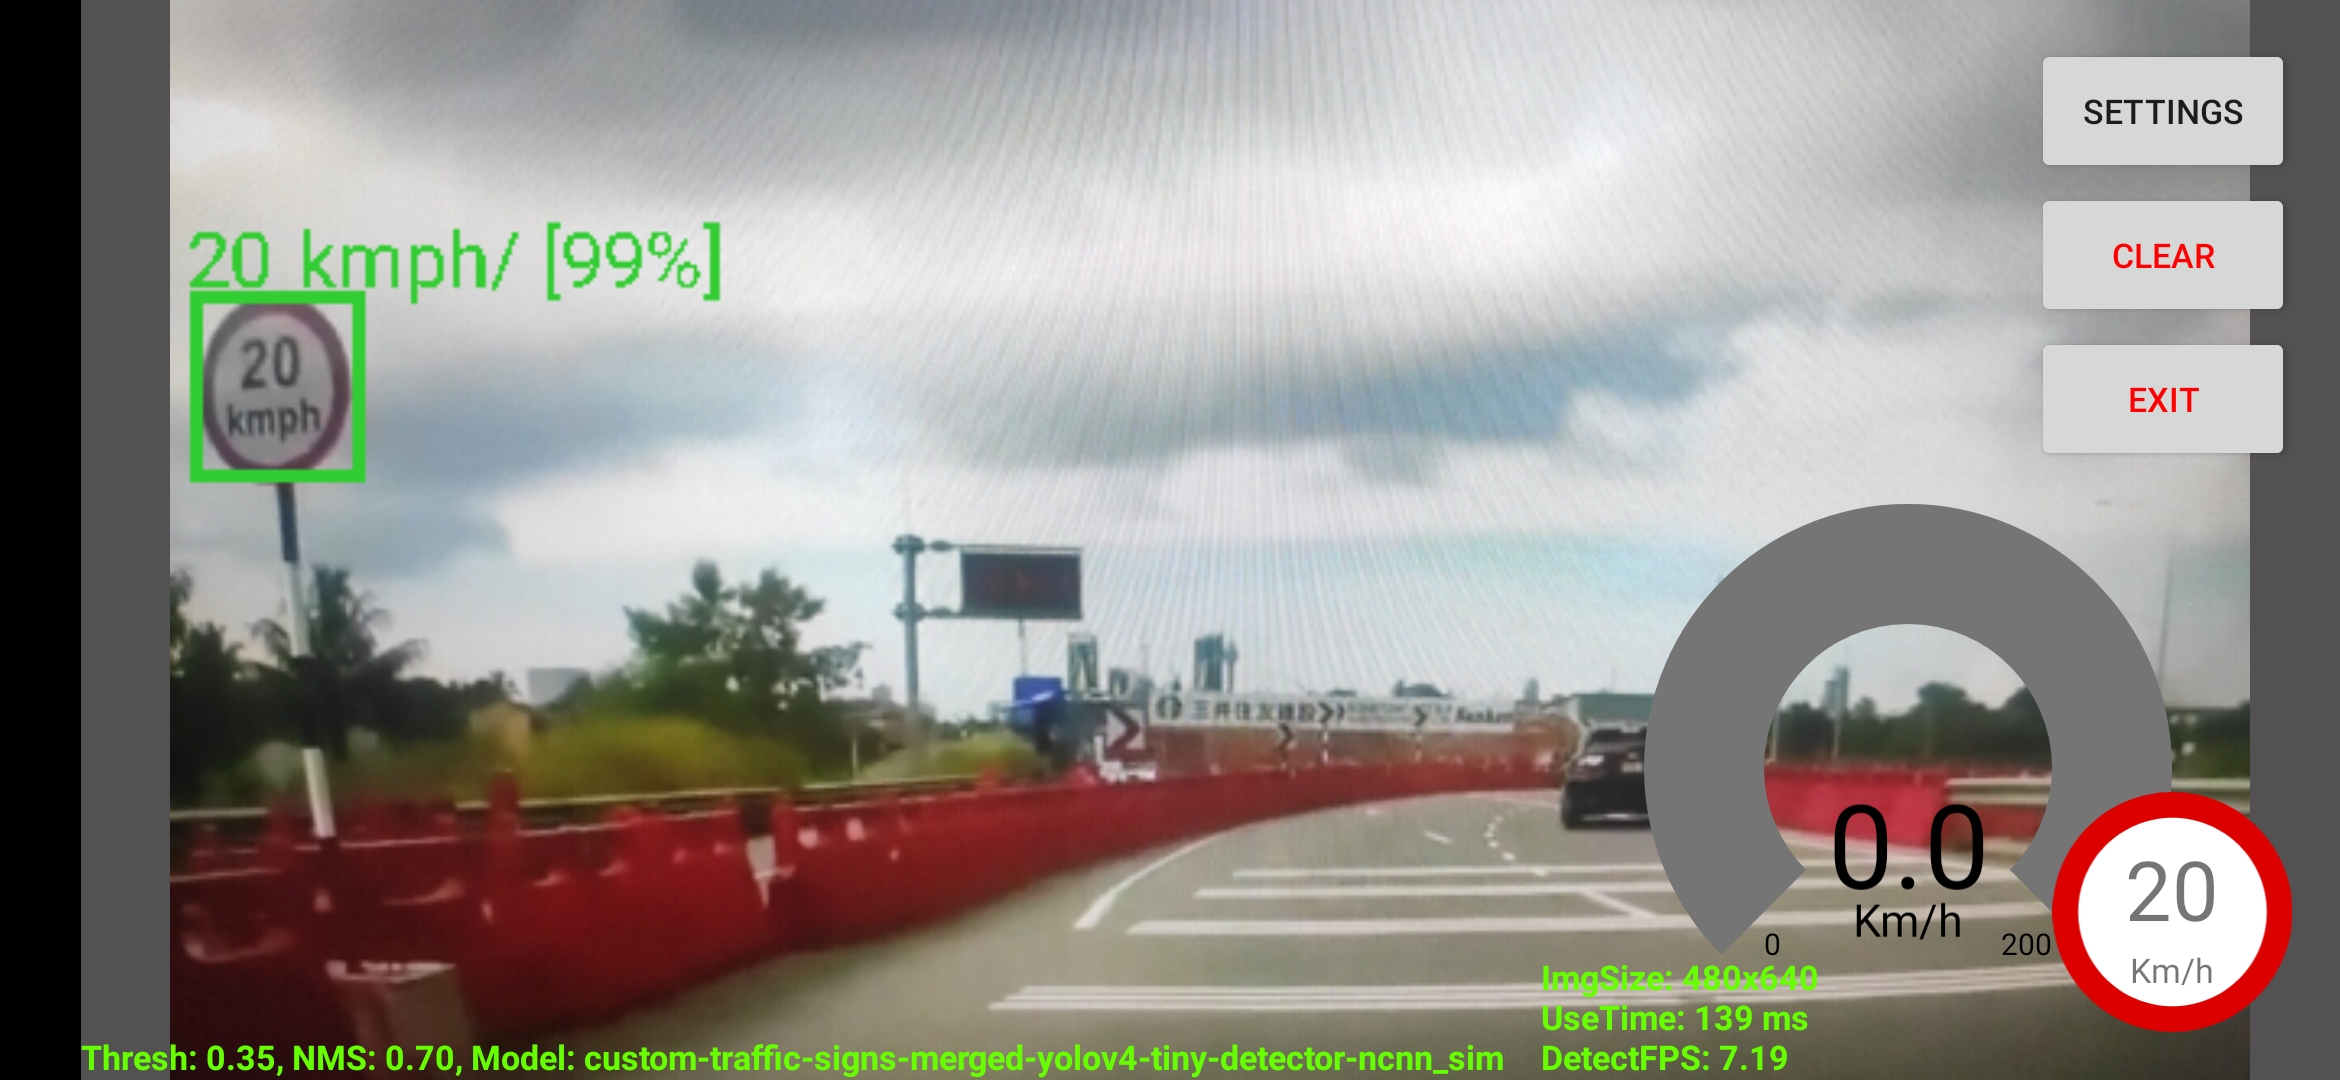 SETTINGS
CLEAR
EXIT
20 kmph/ [99%]
20
kmph
0.0
Km/h
0
200
20
Km/h
ImgSize: 480x640
UseTime: 139 ms
DetectFPS: 7.19
Thresh: 0.35, NMS: 0.70, Model: custom-traffic-signs-merged-yolov4-tiny-detector-ncnn_sim